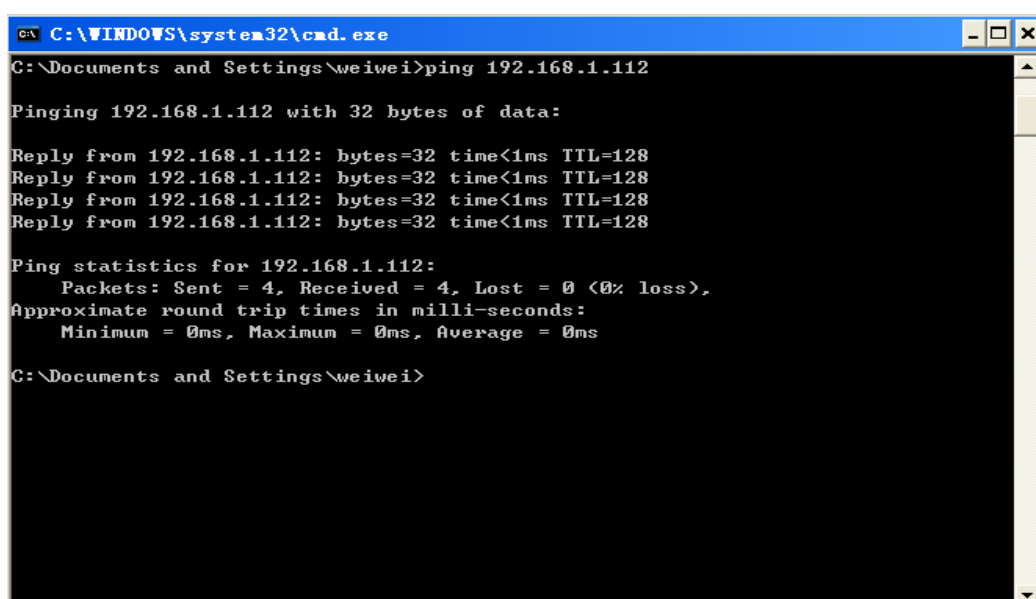 C:\WINDOWS\system32\cmd.exe
C:\Documents and Settings\weiwei>ping 192.168.1.112
Pinging 192.168.1.112 with 32 bytes of data:
Reply from 192.168.1.112: bytes=32 time<1ms TTL=128
Reply from 192.168.1.112: bytes=32 time<1ms TTL=128
Reply from 192.168.1.112: bytes=32 time<1ms TTL=128
Reply from 192.168.1.112: bytes=32 time<1ms TTL=128
Ping statistics for 192.168.1.112:
    Packets: Sent = 4, Received = 4, Lost = 0 (0% loss),
Approximate round trip times in milli-seconds:
    Minimum = 0ms, Maximum = 0ms, Average = 0ms
C:\Documents and Settings\weiwei>